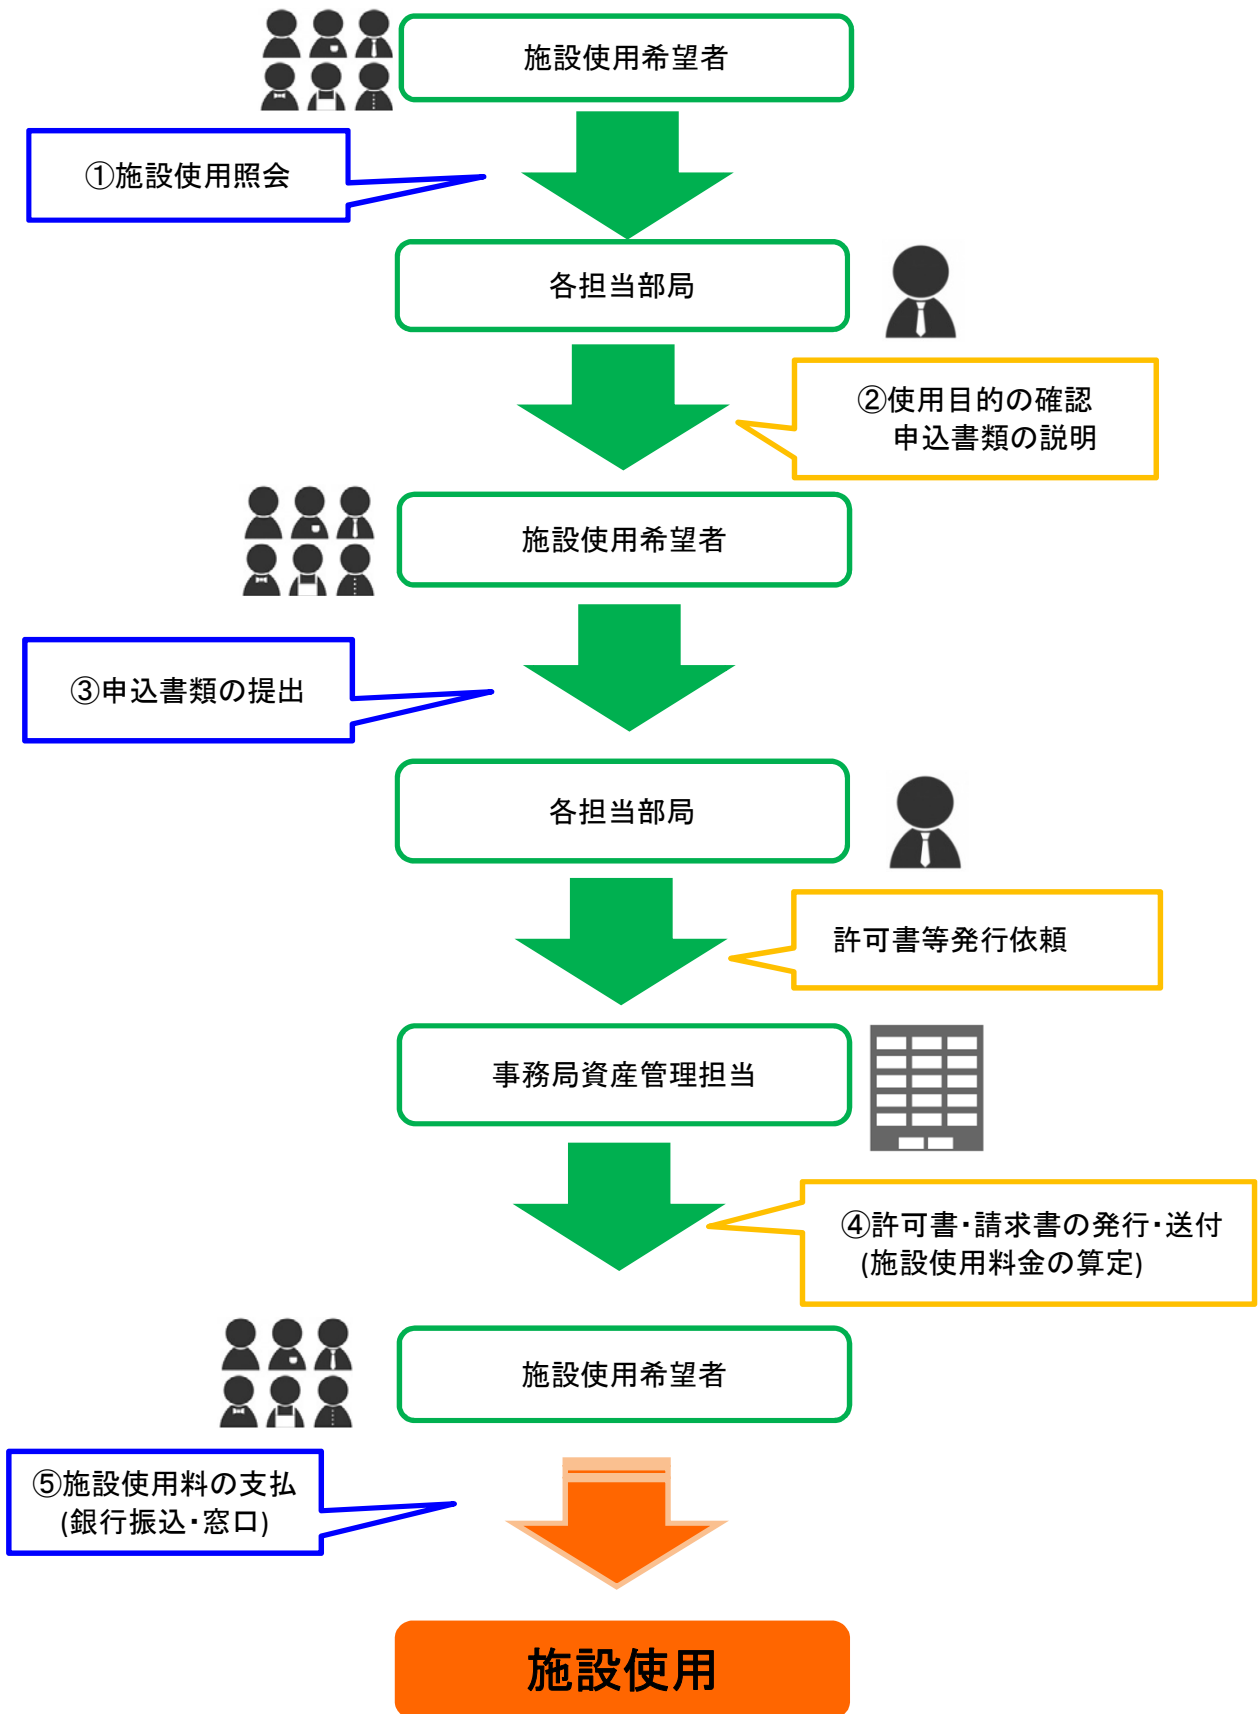 施設使用希望者
①施設使用照会
各担当部局
②使用目的の確認
申込書類の説明
施設使用希望者
③申込書類の提出
各担当部局
許可書等発行依頼
事務局資産管理担当
④許可書・請求書の発行・送付
(施設使用料金の算定)
施設使用希望者
⑤施設使用料の支払
(銀行振込・窓口)
施設使用